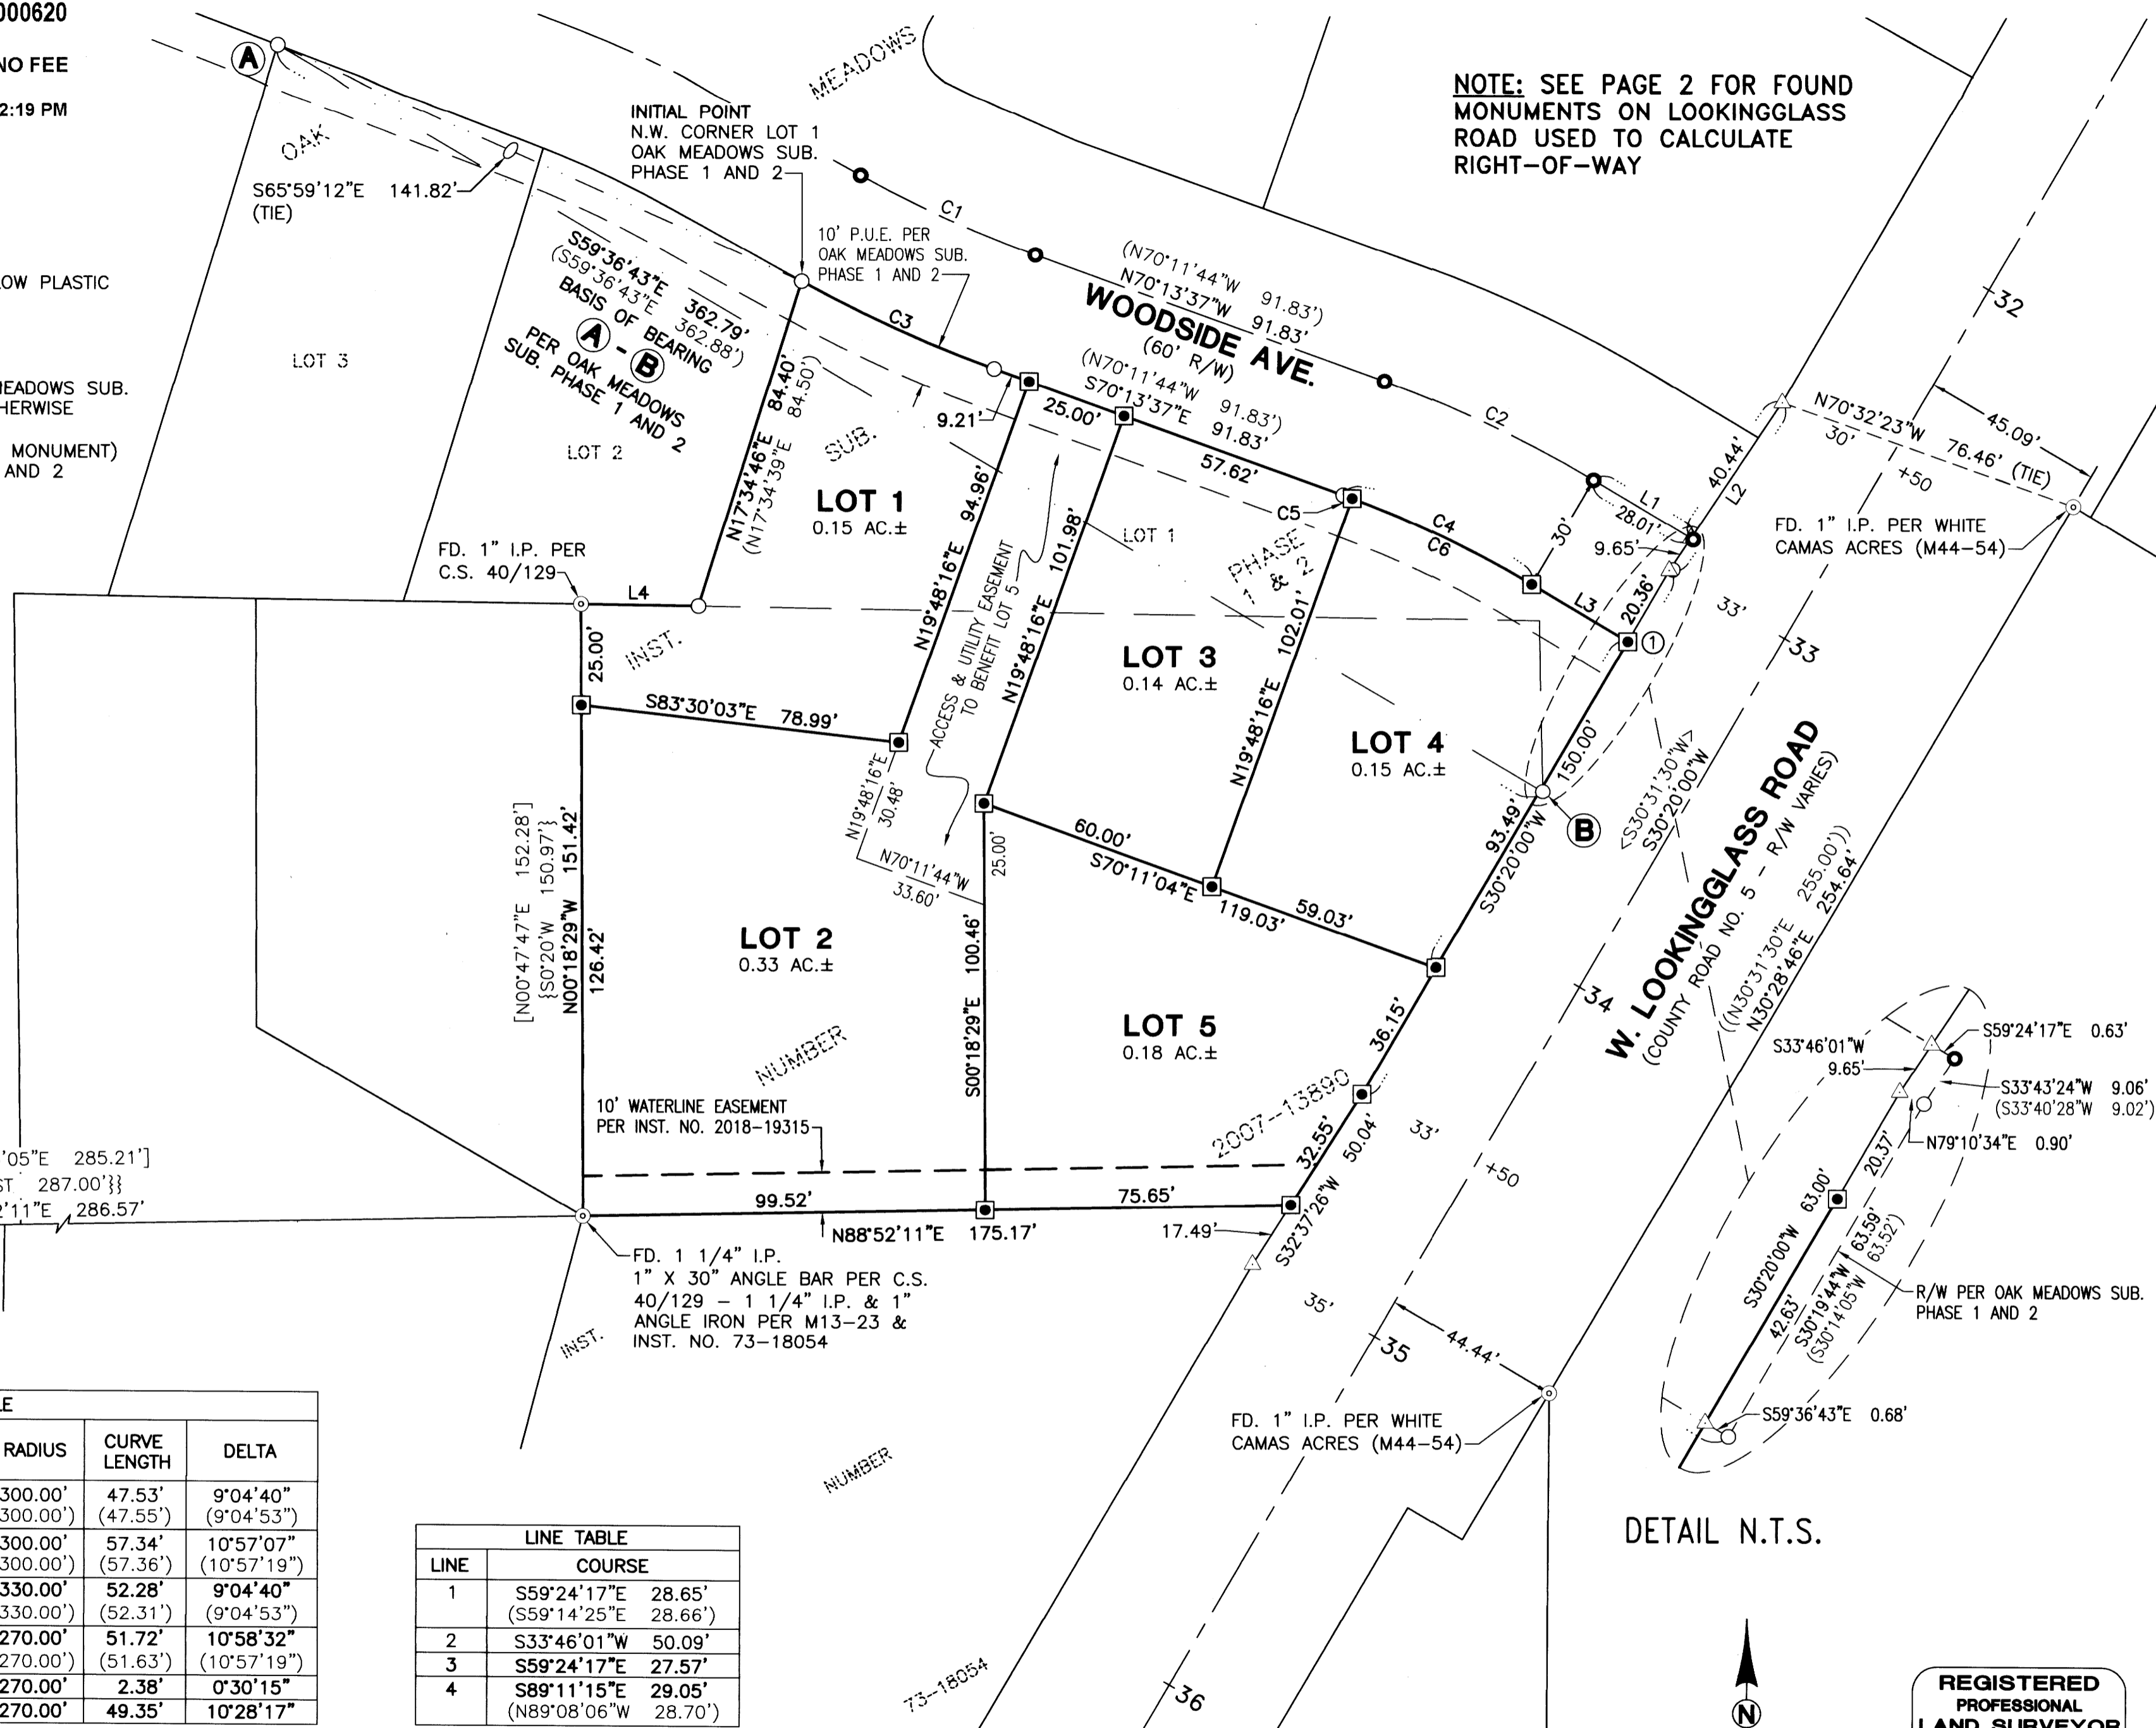 000620
NO FEE
2:19 PM
OW PLASTIC
MEADOWS SUB.
HERWISE
MONUMENT)
AND 2
A
OAK
S65°59'12"E 141.82'
(TIE)
LOT 3
MEADOWS
INITIAL POINT
N.W. CORNER LOT 1
OAK MEADOWS SUB.
PHASE 1 AND 2
10' P.U.E. PER
OAK MEADOWS SUB.
PHASE 1 AND 2
NOTE: SEE PAGE 2 FOR FOUND
MONUMENTS ON LOOKINGGLASS
ROAD USED TO CALCULATE
RIGHT-OF-WAY
S59°36'43"E 362.79'
(S59°36'43"E 362.88')
BASIS OF BEARING
A - B
PER OAK MEADOWS
SUB. PHASE 1 AND 2
LOT 2
C1
C3
(N70°11'44"W 91.83')
N70°13'37"W 91.83'
WOODSIDE AVE.
(60' R/W)
(N70°11'44"W 91.83')
S70°13'37"E 91.83'
9.21'
25.00'
57.62'
C2
C5
C4
C6
30'
L1
28.01'
9.65'
L3
20.36'
1
40.44'
L2
N70°32'23"W 76.46' (TIE)
30'
45.09'
32
+50
FD. 1" I.P. PER WHITE
CAMAS ACRES (M44-54)
33'
33
N17°34'46"E 84.40'
(N17°34'39"E 84.50')
SUB.
LOT 1
0.15 AC.±
N19°48'16"E 94.96'
ACCESS & UTILITY EASEMENT
TO BENEFIT LOT 5
N19°48'16"E 101.98'
LOT 1
PHASE
1 & 2
LOT 3
0.14 AC.±
N19°48'16"E 102.01'
LOT 4
0.15 AC.±
150.00'
B
93.49'
S30°20'00"W
<S30°31'30"W>
S30°20'00"W
W. LOOKINGGLASS ROAD
(COUNTY ROAD NO. 5 - R/W VARIES)
((N30°31'30"E 255.00'))
N30°28'46"E 254.64'
FD. 1" I.P. PER
C.S. 40/129
L4
25.00'
INST.
S83°30'03"E 78.99'
N19°48'16"E
30.48'
N70°11'44"W
33.60'
25.00'
60.00'
S70°11'04"E
119.03'
59.03'
[N00°47'47"E 152.28']
{S0°20'W 150.97'}
N00°18'29"W 151.42'
126.42'
LOT 2
0.33 AC.±
S00°18'29"E 100.46'
LOT 5
0.18 AC.±
36.15'
34
NUMBER
2007-13890
10' WATERLINE EASEMENT
PER INST. NO. 2018-19315
32.55'
50.04'
33'
+50
S32°37'26"W
99.52'
75.65'
N88°52'11"E 175.17'
17.49'
'05"E 285.21']
ST 287.00'}}
2'11"E 286.57'
FD. 1 1/4" I.P.
1" X 30" ANGLE BAR PER C.S.
40/129 - 1 1/4" I.P. & 1"
ANGLE IRON PER M13-23 &
INST. NO. 73-18054
INST.
35'
35
44.44'
FD. 1" I.P. PER WHITE
CAMAS ACRES (M44-54)
NUMBER
73-18054
36
S59°24'17"E 0.63'
S33°46'01"W
9.65'
S33°43'24"W 9.06'
(S33°40'28"W 9.02')
N79°10'34"E 0.90'
20.37'
S30°20'00"W 63.00'
42.63'
S30°19'44"W 63.59'
(S30°14'05"W 63.52')
R/W PER OAK MEADOWS SUB.
PHASE 1 AND 2
S59°36'43"E 0.68'
DETAIL N.T.S.
LE
RADIUS CURVE LENGTH DELTA
300.00' 47.53' 9°04'40"
300.00') (47.55') (9°04'53")
300.00' 57.34' 10°57'07"
300.00') (57.36') (10°57'19")
330.00' 52.28' 9°04'40"
330.00') (52.31') (9°04'53")
270.00' 51.72' 10°58'32"
270.00') (51.63') (10°57'19")
270.00' 2.38' 0°30'15"
270.00' 49.35' 10°28'17"
LINE TABLE
LINE COURSE
1 S59°24'17"E 28.65'
(S59°14'25"E 28.66')
2 S33°46'01"W 50.09'
3 S59°24'17"E 27.57'
4 S89°11'15"E 29.05'
(N89°08'06"W 28.70')
N
REGISTERED
PROFESSIONAL
LAND SURVEYOR